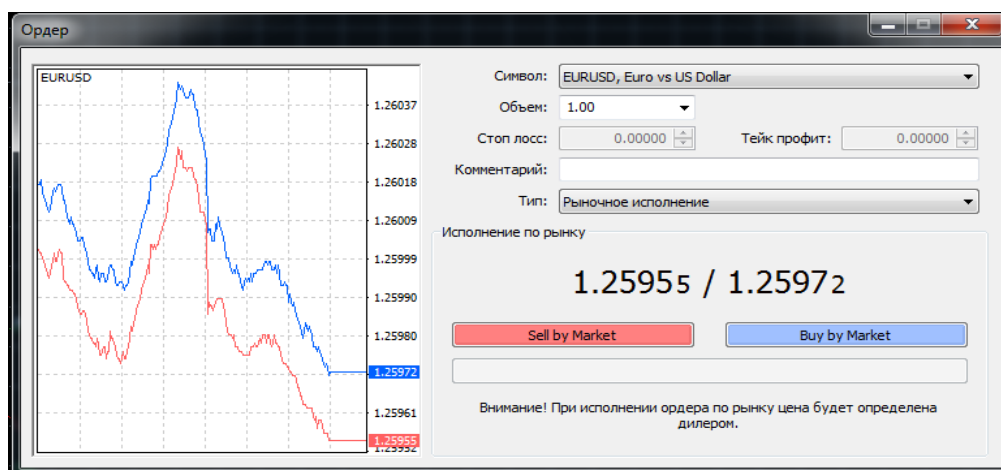 Ордер
EURUSD
1.26037
1.26028
1.26018
1.26009
1.25999
1.25990
1.25980
1.25972
1.25961
1.25955
1.25952
Символ: EURUSD, Euro vs US Dollar
Объем: 1.00
Стоп лосс: 0.00000 Тейк профит: 0.00000
Комментарий:
Тип: Рыночное исполнение
Исполнение по рынку
1.25955 / 1.25972
Sell by Market Buy by Market
Внимание! При исполнении ордера по рынку цена будет определена
дилером.